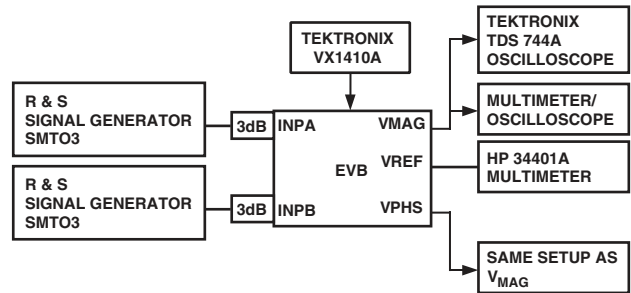 TEKTRONIX
VX1410A
TEKTRONIX
TDS 744A
OSCILLOSCOPE
R & S
SIGNAL GENERATOR
SMTO3
3dB
INPA
VMAG
MULTIMETER/
OSCILLOSCOPE
EVB
VREF
HP 34401A
MULTIMETER
R & S
SIGNAL GENERATOR
SMTO3
3dB
INPB
VPHS
SAME SETUP AS
VMAG